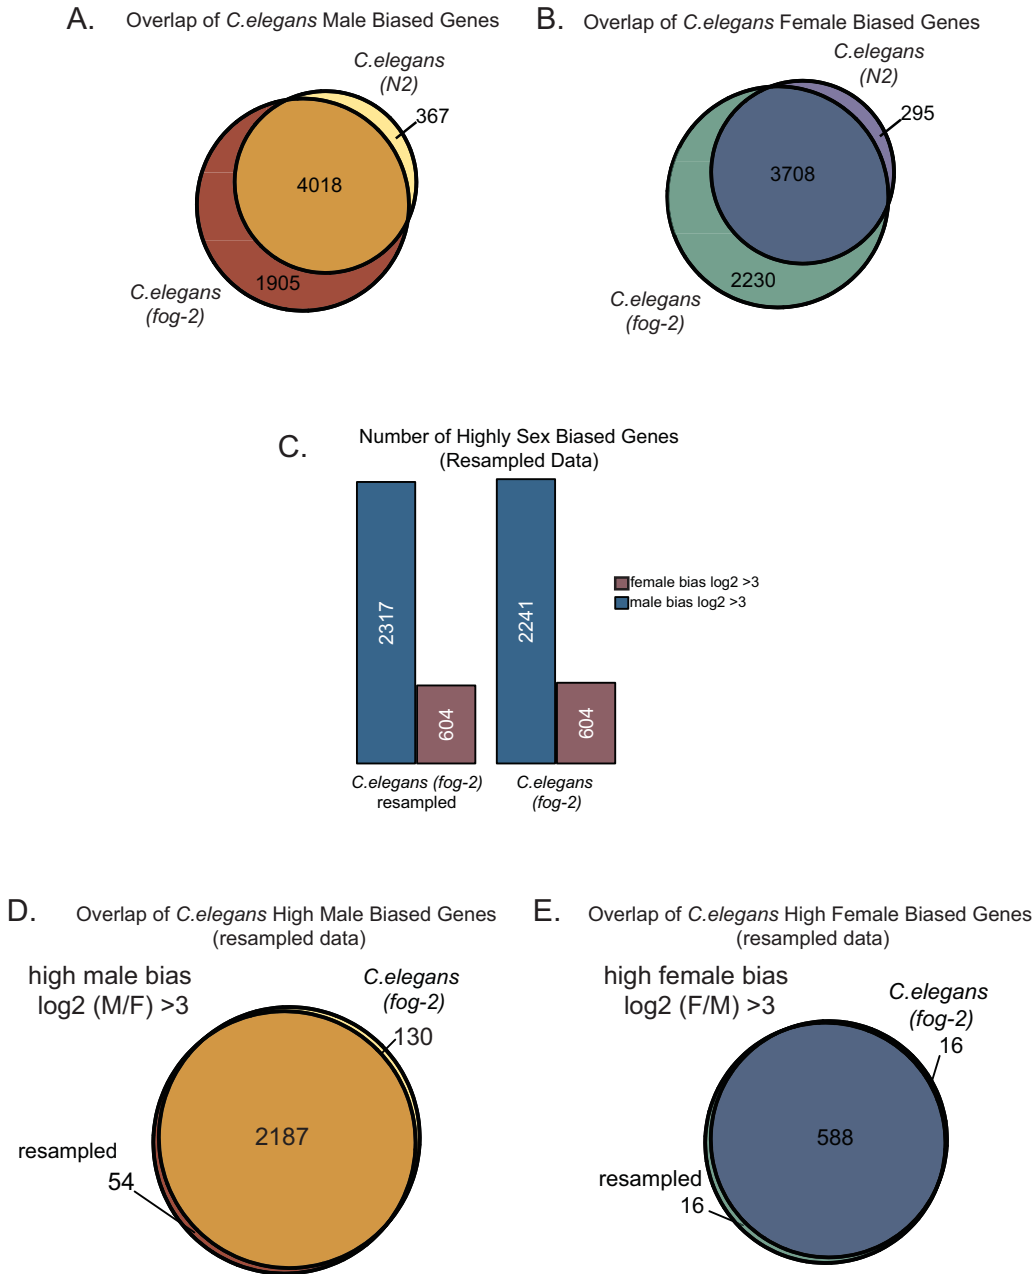 A.
Overlap of C.elegans Male Biased Genes
C.elegans
(N2)
367
4018
1905
C.elegans
(fog-2)
B.
Overlap of C.elegans Female Biased Genes
C.elegans
(N2)
295
3708
2230
C.elegans
(fog-2)
C.
Number of Highly Sex Biased Genes
(Resampled Data)
2317
604
2241
604
female bias log2 >3
male bias log2 >3
C.elegans (fog-2)
resampled
C.elegans
(fog-2)
D.
Overlap of C.elegans High Male Biased Genes
(resampled data)
high male bias
log2 (M/F) >3
C.elegans
(fog-2)
130
2187
resampled
54
E.
Overlap of C.elegans High Female Biased Genes
(resampled data)
high female bias
log2 (F/M) >3
C.elegans
(fog-2)
16
588
resampled
16